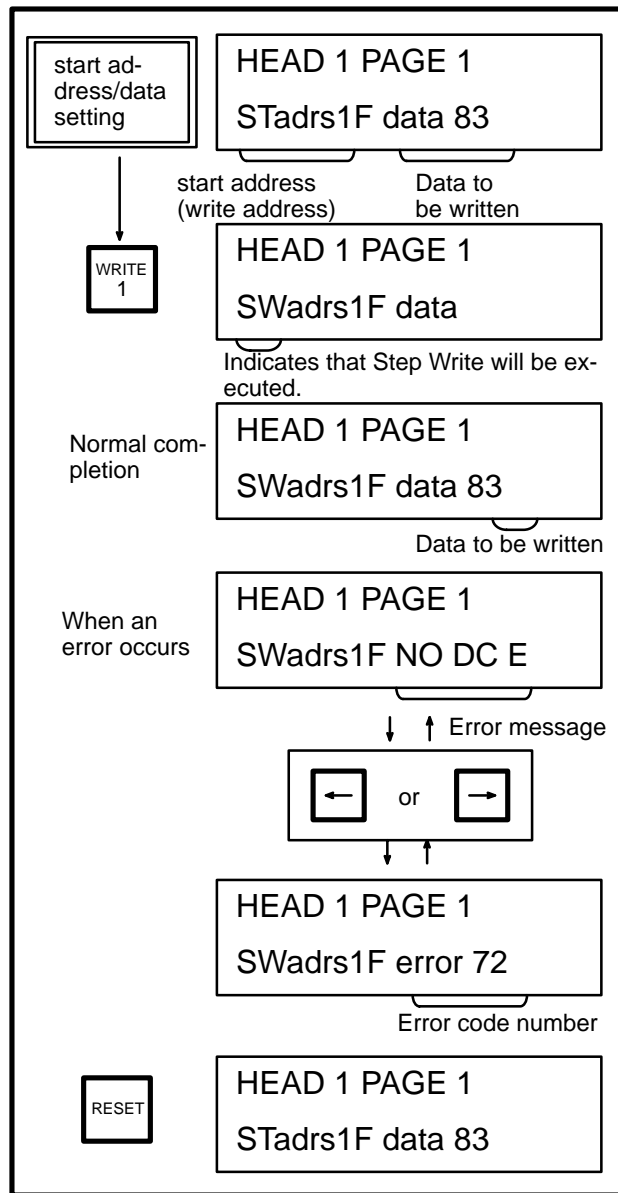 start ad-
dress/data
setting
HEAD 1 PAGE 1
STadrs1F data 83
start address
(write address)
Data to
be written
WRITE
1
HEAD 1 PAGE 1
SWadrs1F data
Indicates that Step Write will be ex-
ecuted.
Normal com-
pletion
HEAD 1 PAGE 1
SWadrs1F data 83
Data to be written
When an
error occurs
HEAD 1 PAGE 1
SWadrs1F NO DC E
Error message
← or →
HEAD 1 PAGE 1
SWadrs1F error 72
Error code number
RESET
HEAD 1 PAGE 1
STadrs1F data 83